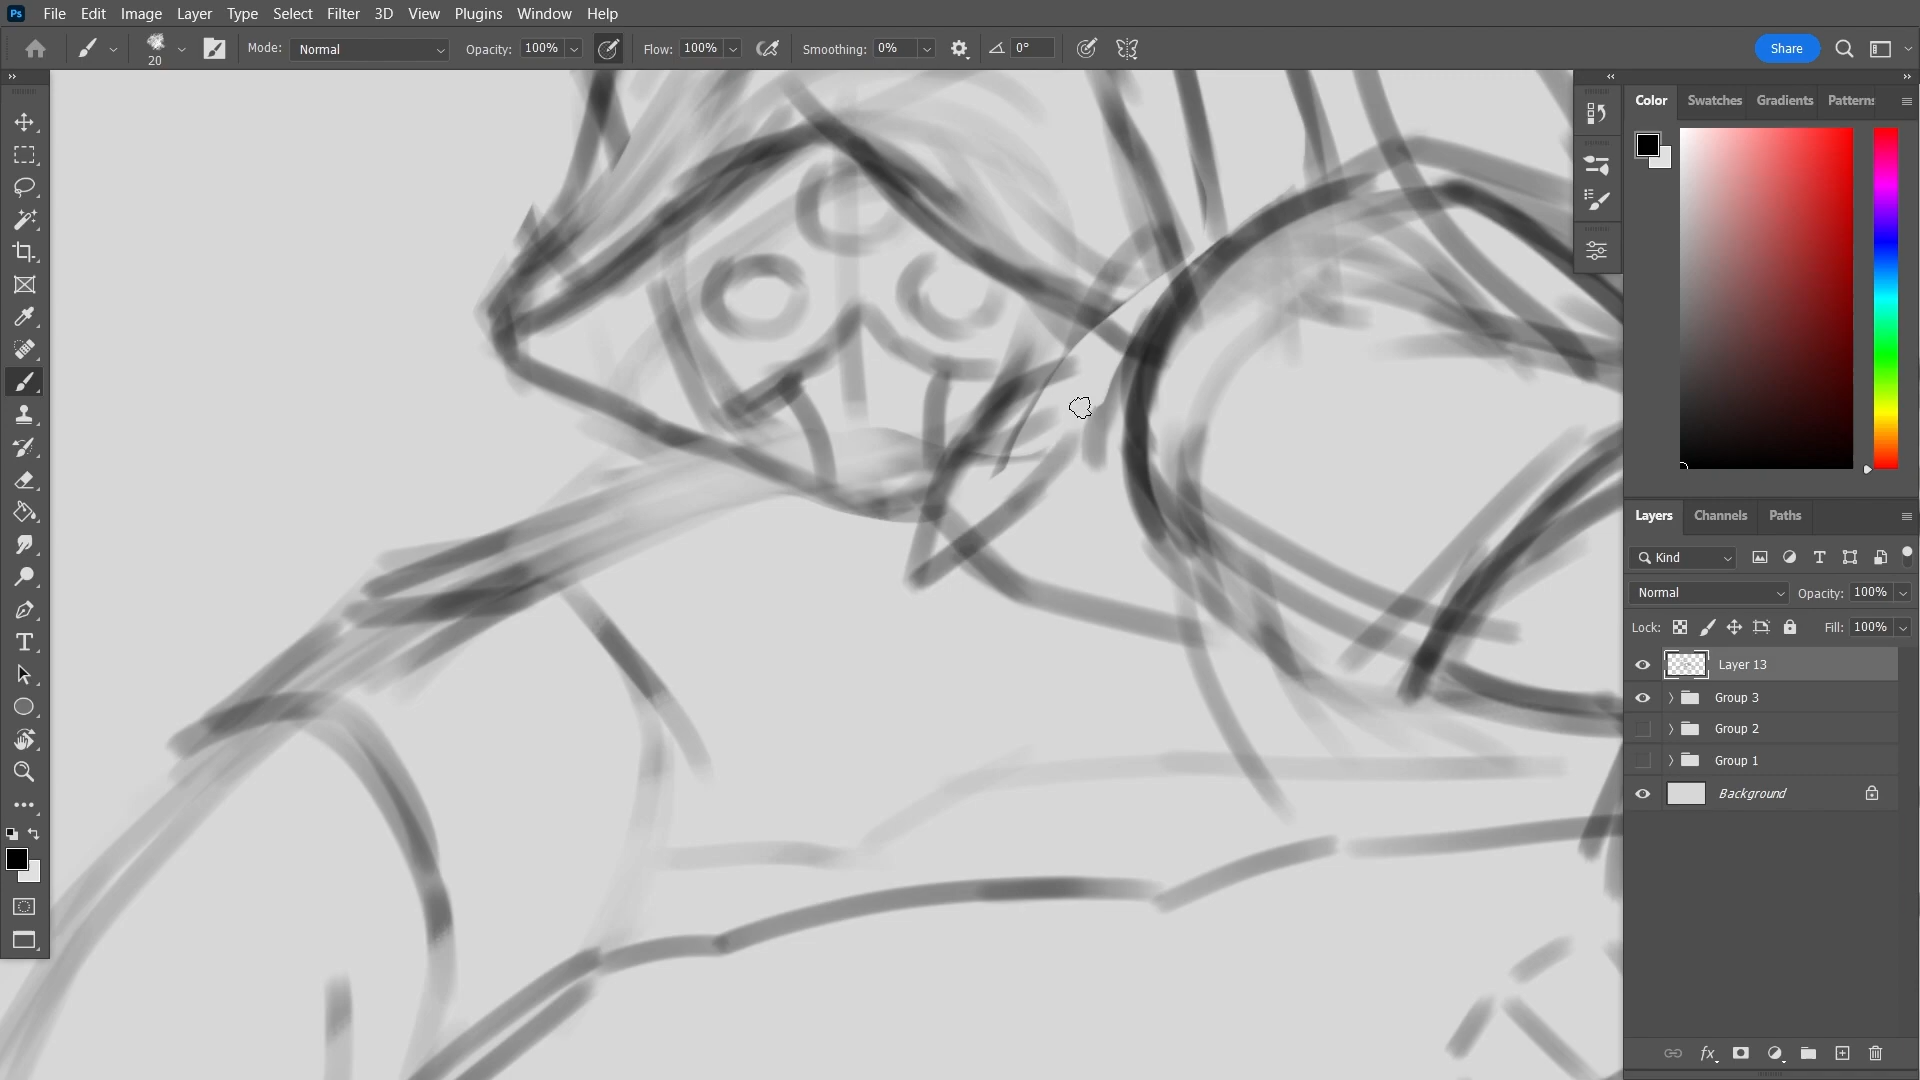 Ps File Edit Image Layer Type Select Filter 3D View Plugins Window Help
20 Mode: Normal Opacity: 100% Flow: 100% Smoothing: 0% 0° Share
Color Swatches Gradients Patterns
Layers Channels Paths
Kind T
Normal Opacity: 100%
Lock: Fill: 100%
Layer 13
Group 3
Group 2
Group 1
Background
fx